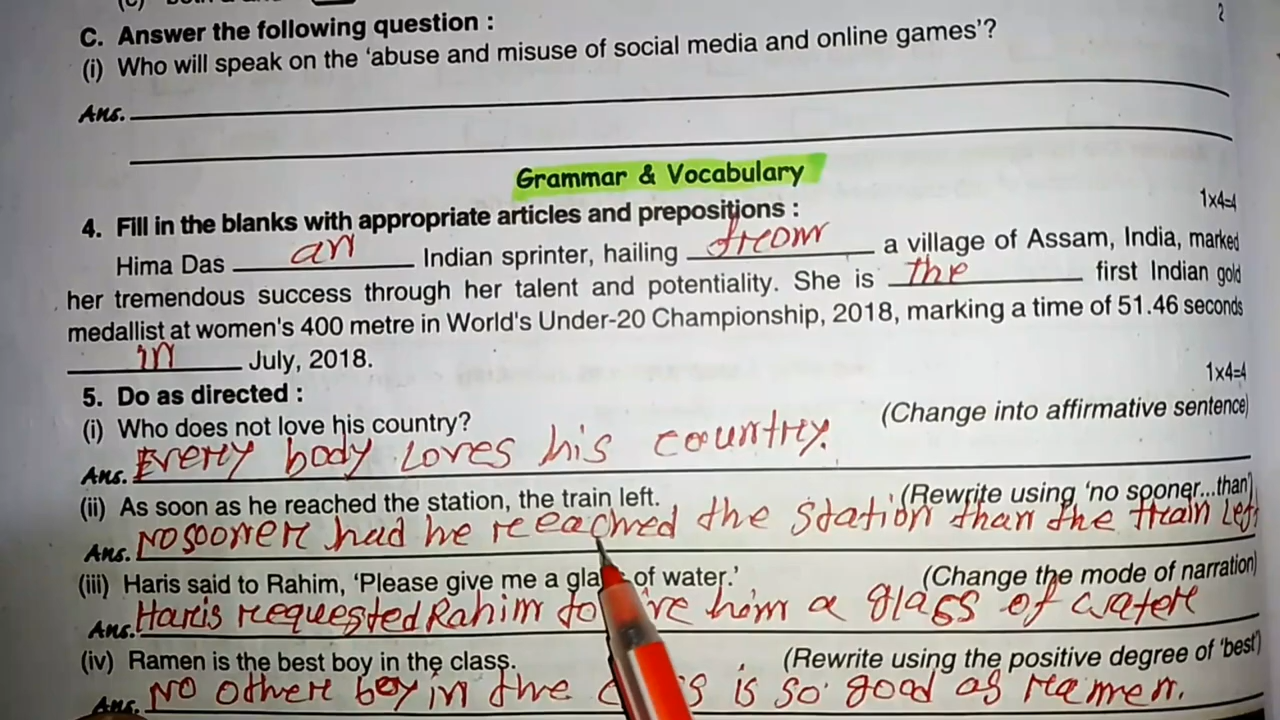 C. Answer the following question :
2
(i) Who will speak on the ‘abuse and misuse of social media and online games’?
Ans.
Grammar & Vocabulary
4. Fill in the blanks with appropriate articles and prepositions : 1x4=4
Hima Das an Indian sprinter, hailing from a village of Assam, India, marked
her tremendous success through her talent and potentiality. She is the first Indian gold
medallist at women's 400 metre in World's Under-20 Championship, 2018, marking a time of 51.46 seconds
in July, 2018.
5. Do as directed : 1x4=4
(i) Who does not love his country? (Change into affirmative sentence)
Ans. Every body loves his country.
(ii) As soon as he reached the station, the train left. (Rewrite using ‘no sooner...than’)
Ans. No sooner had he reached the station than the train left
(iii) Haris said to Rahim, ‘Please give me a of water.’ (Change the mode of narration)
Ans. Haris requested Rahim to him a glass of water
(iv) Ramen is the best boy in the class. (Rewrite using the positive degree of ‘best’)
Ans. No other boy in the is so good as ramen.